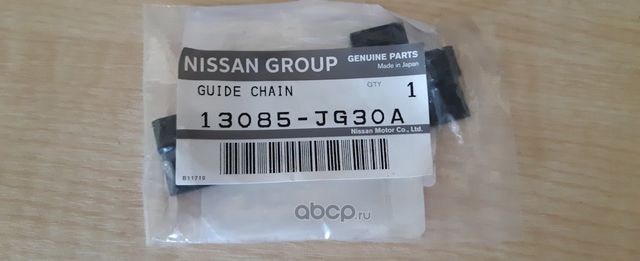 NISSAN GROUP
GENUINE PARTS
Made in Japan
GUIDE CHAIN
QTY
1
13085-JG30A
Nissan Motor Co., Ltd.
B11710
abcp.ru